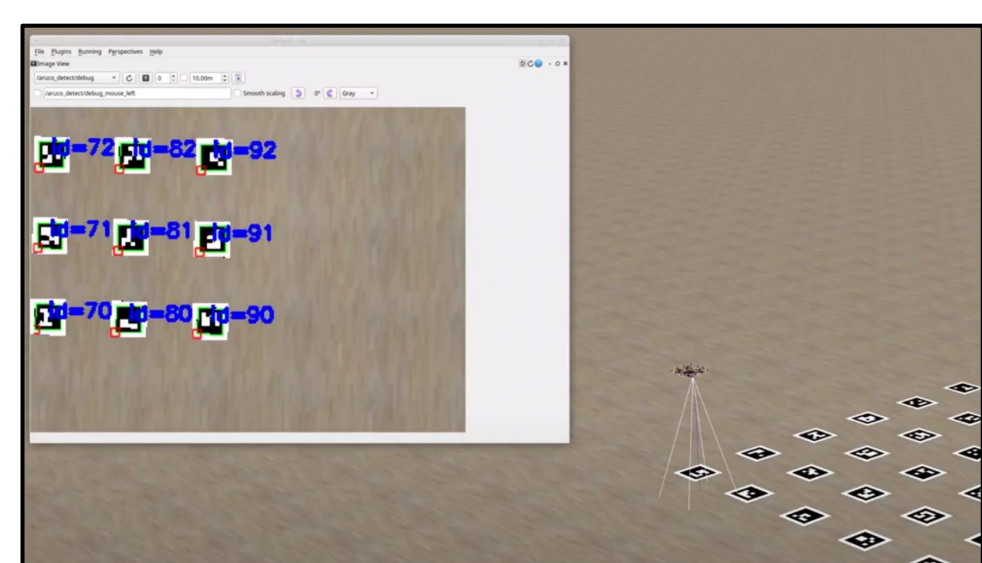 File Plugins Running Perspectives Help
Image View
D
/aruco_detect/debug
0
10.00m
/aruco_detect/debug_mouse_left
Smooth scaling
0°
Gray
id=72 id=82 id=92
id=71 id=81 id=91
id=70 id=80 id=90